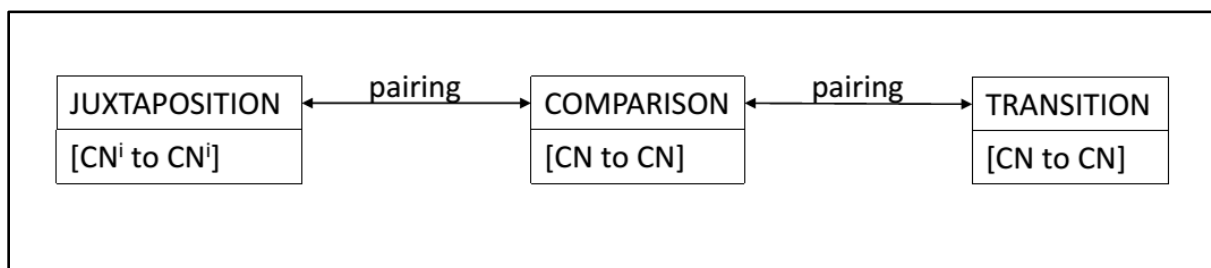 pairing pairing
JUXTAPOSITION COMPARISON TRANSITION
[CNⁱ to CNⁱ] [CN to CN] [CN to CN]